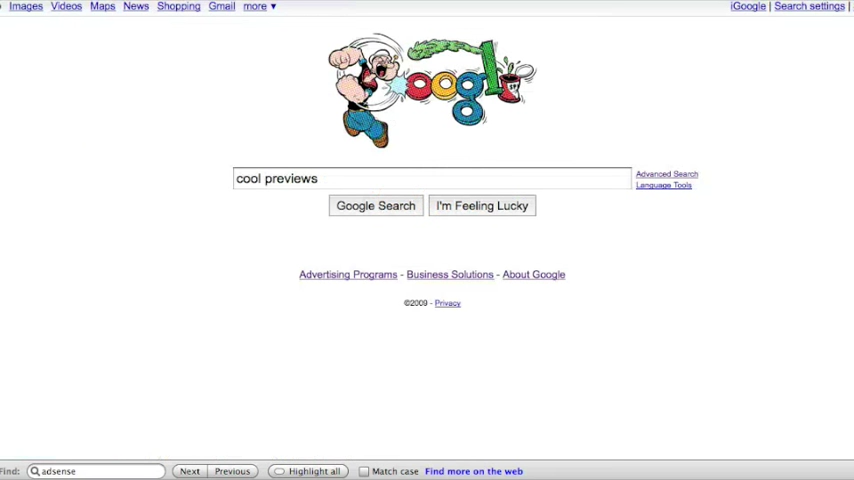 Images Videos Maps News Shopping Gmail more ▼ iGoogle | Search settings |
oogl
SP
cool previews
Advanced Search
Language Tools
Google Search I'm Feeling Lucky
Advertising Programs - Business Solutions - About Google
©2009 - Privacy
Find: adsense Next Previous Highlight all Match case Find more on the web